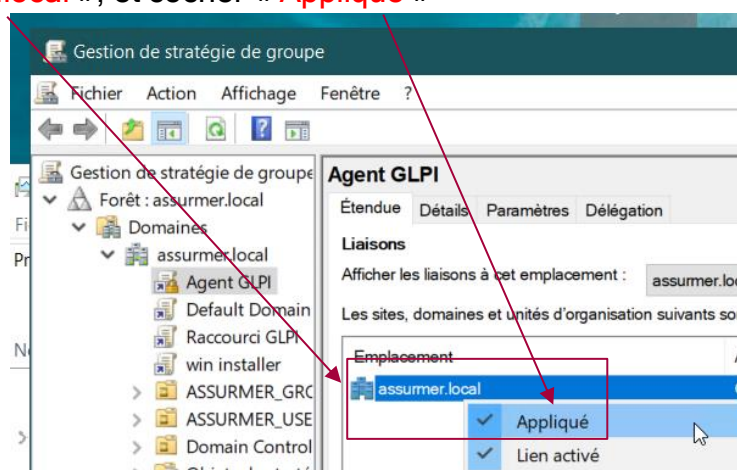 local », et cocher « Appliqué »
Gestion de stratégie de groupe
Fichier Action Affichage Fenêtre ?
Gestion de stratégie de groupe
Forêt : assurmer.local
Domaines
assurmer.local
Agent GLPI
Default Domain
Raccourci GLPI
win installer
ASSURMER_GRC
ASSURMER_USE
Domain Control
Agent GLPI
Étendue Détails Paramètres Délégation
Liaisons
Afficher les liaisons à cet emplacement : assurmer.loc
Les sites, domaines et unités d'organisation suivants so
Emplacement
assurmer.local
Appliqué
Lien activé